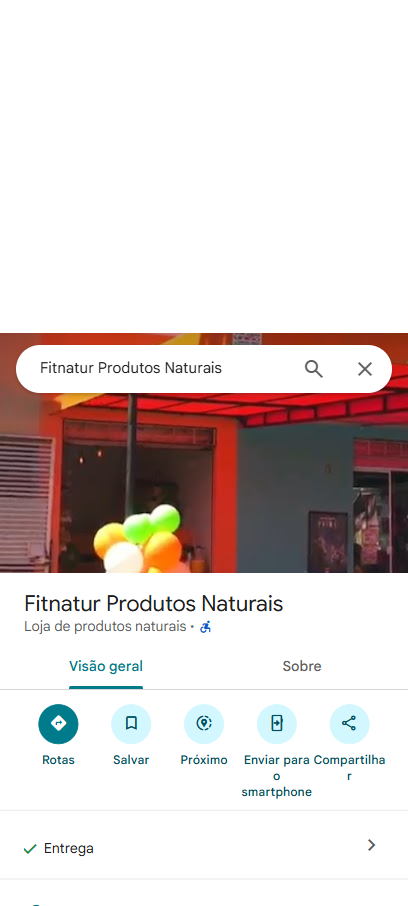 Fitnatur Produtos Naturais
Fitnatur Produtos Naturais
Loja de produtos naturais •
Visão geral
Sobre
Rotas
Salvar
Próximo
Enviar para
o
smartphone
Compartilha
r
Entrega